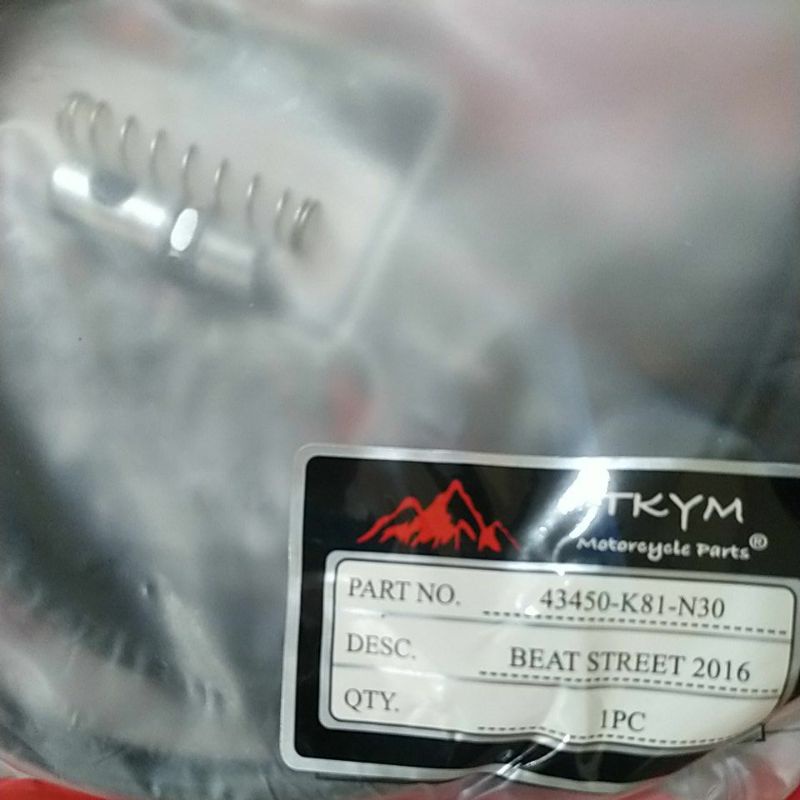 TKYM
Motorcycle Parts®
PART NO. 43450-K81-N30
DESC. BEAT STREET 2016
QTY. 1PC